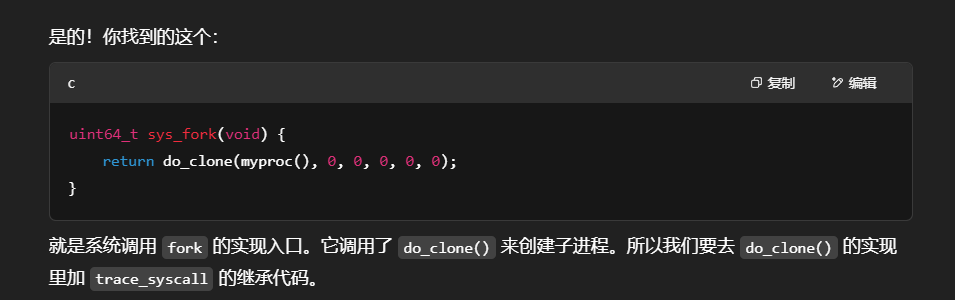 是的！你找到的这个：
c
复制
编辑
uint64_t sys_fork(void) {
    return do_clone(myproc(), 0, 0, 0, 0, 0);
}
就是系统调用 fork 的实现入口。它调用了 do_clone() 来创建子进程。所以我们要去 do_clone() 的实现
里加 trace_syscall 的继承代码。